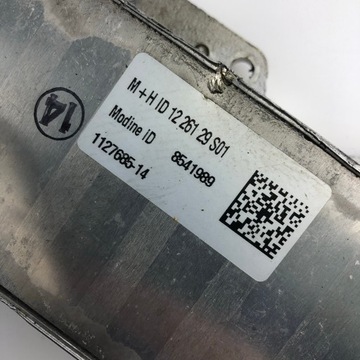 M+H ID 12 261 29 S01
Modine ID 8541989
1127685-14
14